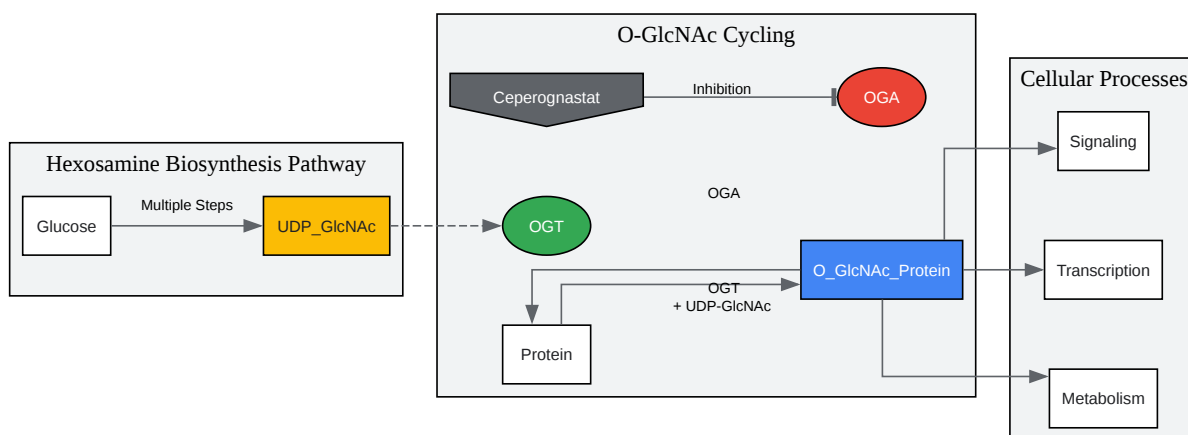 Hexosamine Biosynthesis Pathway
Glucose
Multiple Steps
UDP_GlcNAc
O-GlcNAc Cycling
Ceperognastat
Inhibition
OGA
OGA
OGT
O_GlcNAc_Protein
OGT
+ UDP-GlcNAc
Protein
Cellular Processes
Signaling
Transcription
Metabolism